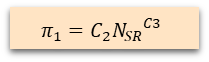 π₁ = C₂N_SR^C3